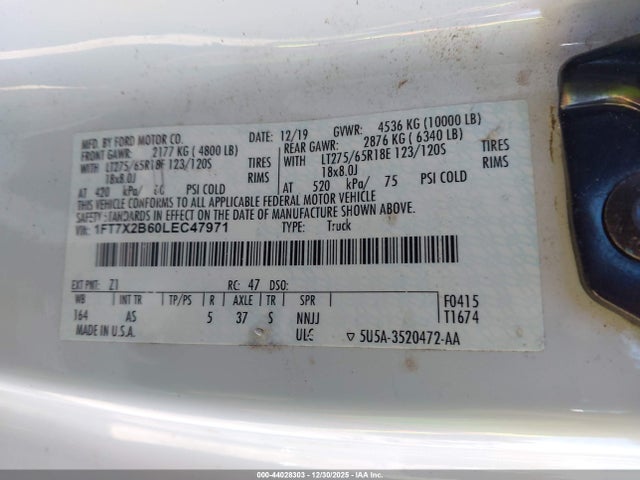 MFD. BY FORD MOTOR CO.
DATE: 12/19 GVWR: 4536 KG (10000 LB)
FRONT GAWR: 2177 KG ( 4800 LB) REAR GAWR: 2876 KG ( 6340 LB)
WITH LT275/65R18E 123/120S TIRES WITH LT275/65R18E 123/120S TIRES
18x8.0J RIMS 18x8.0J RIMS
AT 420 kPa/ PSI COLD AT 520 kPa/ 75 PSI COLD
THIS VEHICLE CONFORMS TO ALL APPLICABLE FEDERAL MOTOR VEHICLE
SAFETY STANDARDS IN EFFECT ON THE DATE OF MANUFACTURE SHOWN ABOVE.
VIN: 1FT7X2B60LEC47971 TYPE: Truck
EXT PNT: Z1 RC: 47 DSO:
WB INT TR TP/PS R AXLE TR SPR F0415
164 AS 5 37 S NNJJ T1674
MADE IN U.S.A. ▽ 5U5A-3520472-AA
000-44028303 - 12/30/2025 - IAA Inc.